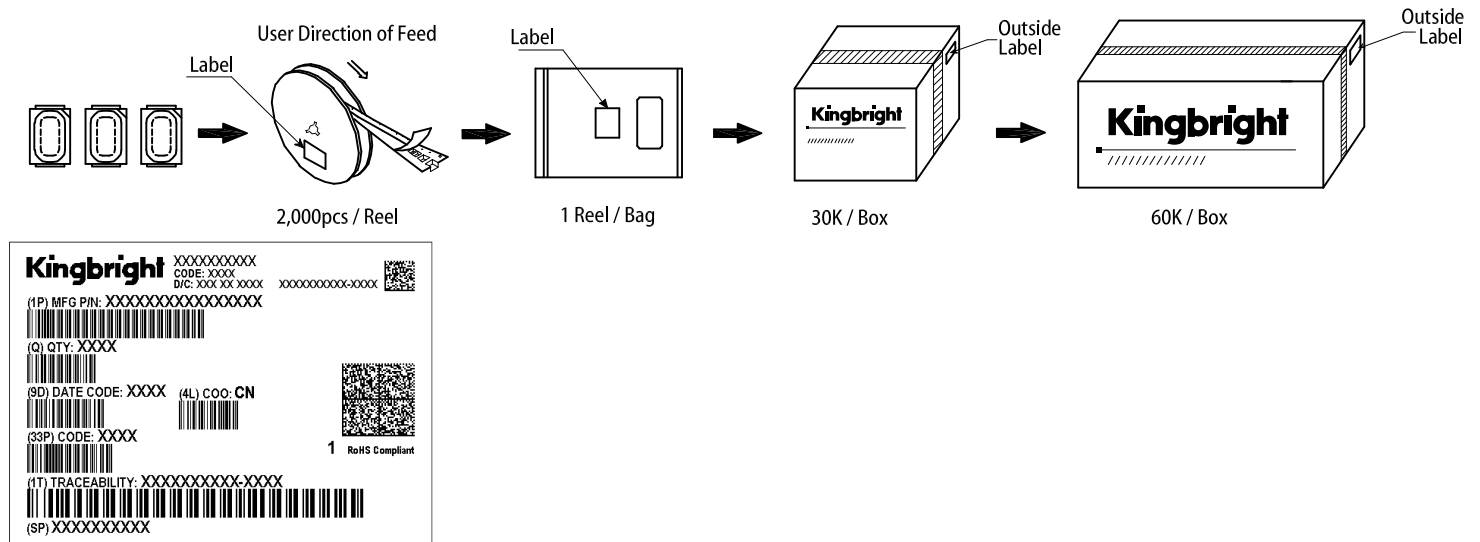 User Direction of Feed
Label
Label
Outside
Label
Outside
Label
Kingbright
Kingbright
2,000pcs / Reel
1 Reel / Bag
30K / Box
60K / Box
Kingbright
XXXXXXXXXX
CODE: XXXX
D/C: XXX XX XXXX XXXXXXXXXX-XXXX
(1P) MFG P/N: XXXXXXXXXXXXXXXX
(Q) QTY: XXXX
(9D) DATE CODE: XXXX (4L) COO: CN
(33P) CODE: XXXX
1 RoHS Compliant
(1T) TRACEABILITY: XXXXXXXXXX-XXXX
(SP) XXXXXXXXXX